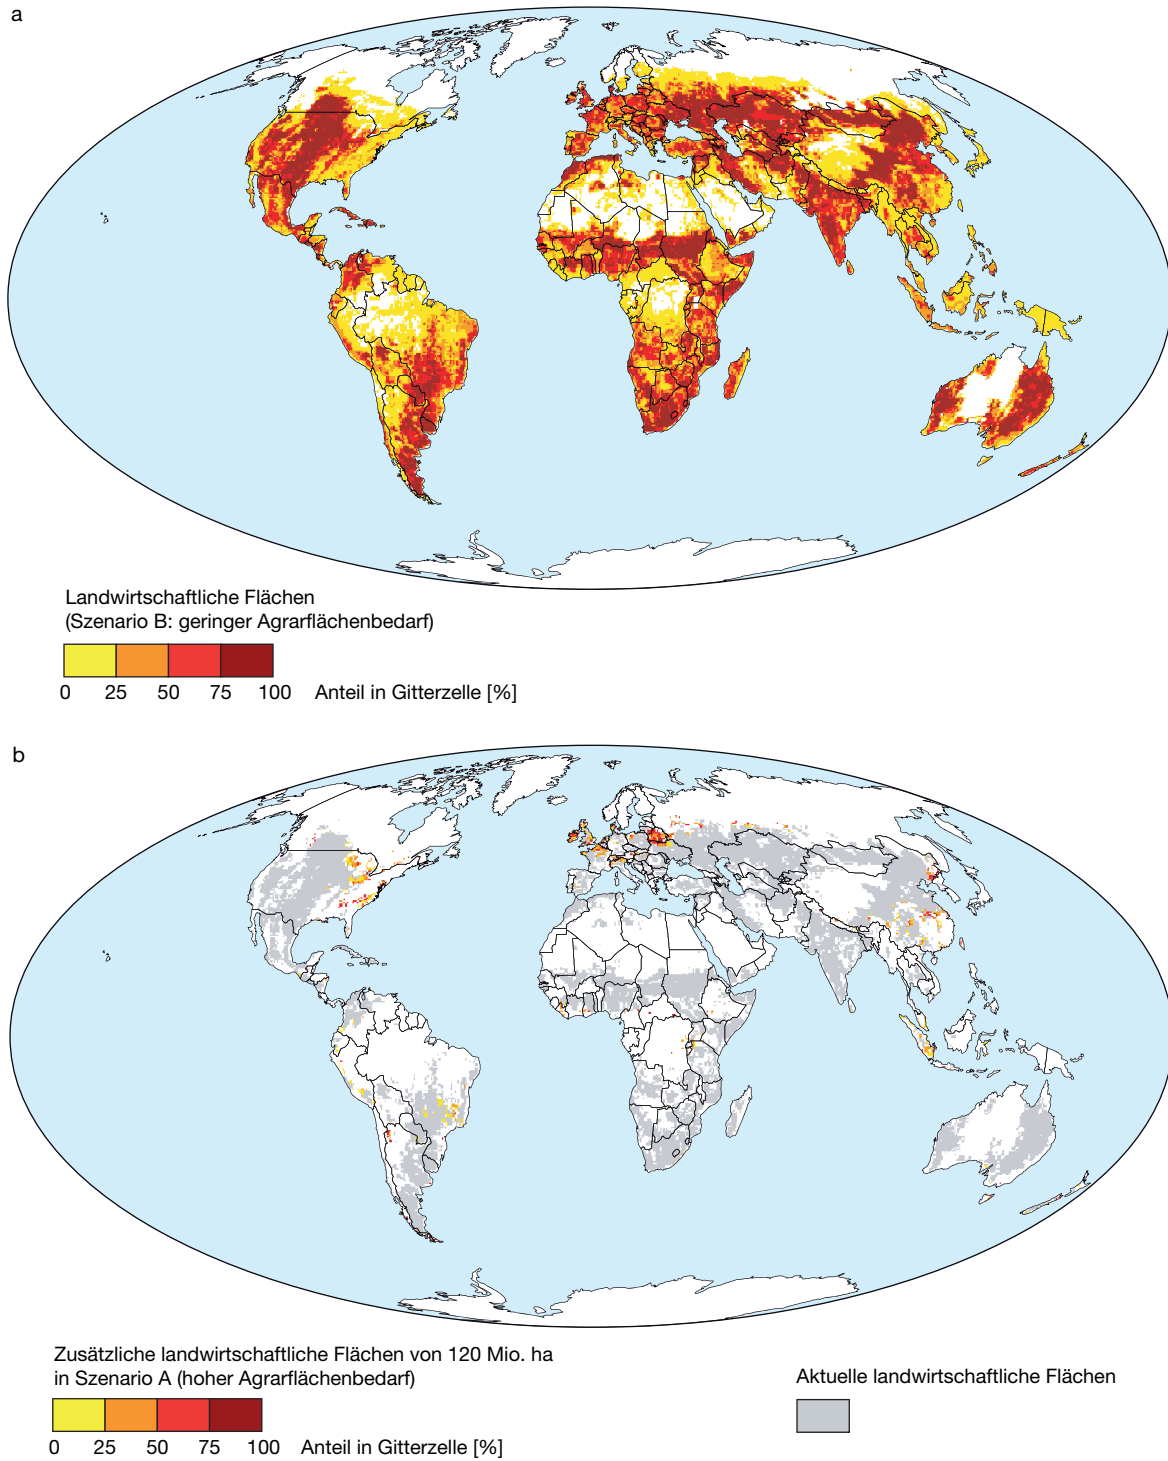 a
Landwirtschaftliche Flächen
(Szenario B: geringer Agrarflächenbedarf)
0 25 50 75 100 Anteil in Gitterzelle [%]
b
Zusätzliche landwirtschaftliche Flächen von 120 Mio. ha
in Szenario A (hoher Agrarflächenbedarf)
0 25 50 75 100 Anteil in Gitterzelle [%]
Aktuelle landwirtschaftliche Flächen